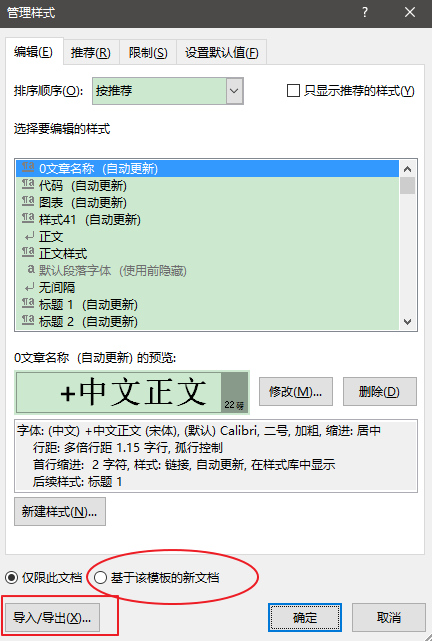 管理样式
编辑(E) 推荐(R) 限制(S) 设置默认值(F)
排序顺序(O): 按推荐 只显示推荐的样式(Y)
选择要编辑的样式
0文章名称 (自动更新)
代码 (自动更新)
图表 (自动更新)
样式41 (自动更新)
正文
正文样式
默认段落字体 (使用前隐藏)
无间隔
标题 1 (自动更新)
标题 2 (自动更新)
0文章名称 (自动更新) 的预览:
+中文正文 22 磅
修改(M)... 删除(D)
字体: (中文) +中文正文 (宋体), (默认) Calibri, 二号, 加粗, 缩进: 居中
行距: 多倍行距 1.15 字行, 孤行控制
首行缩进: 2 字符, 样式: 链接, 自动更新, 在样式库中显示
后续样式: 标题 1
新建样式(N)...
仅限此文档 基于该模板的新文档
导入/导出(X)... 确定 取消